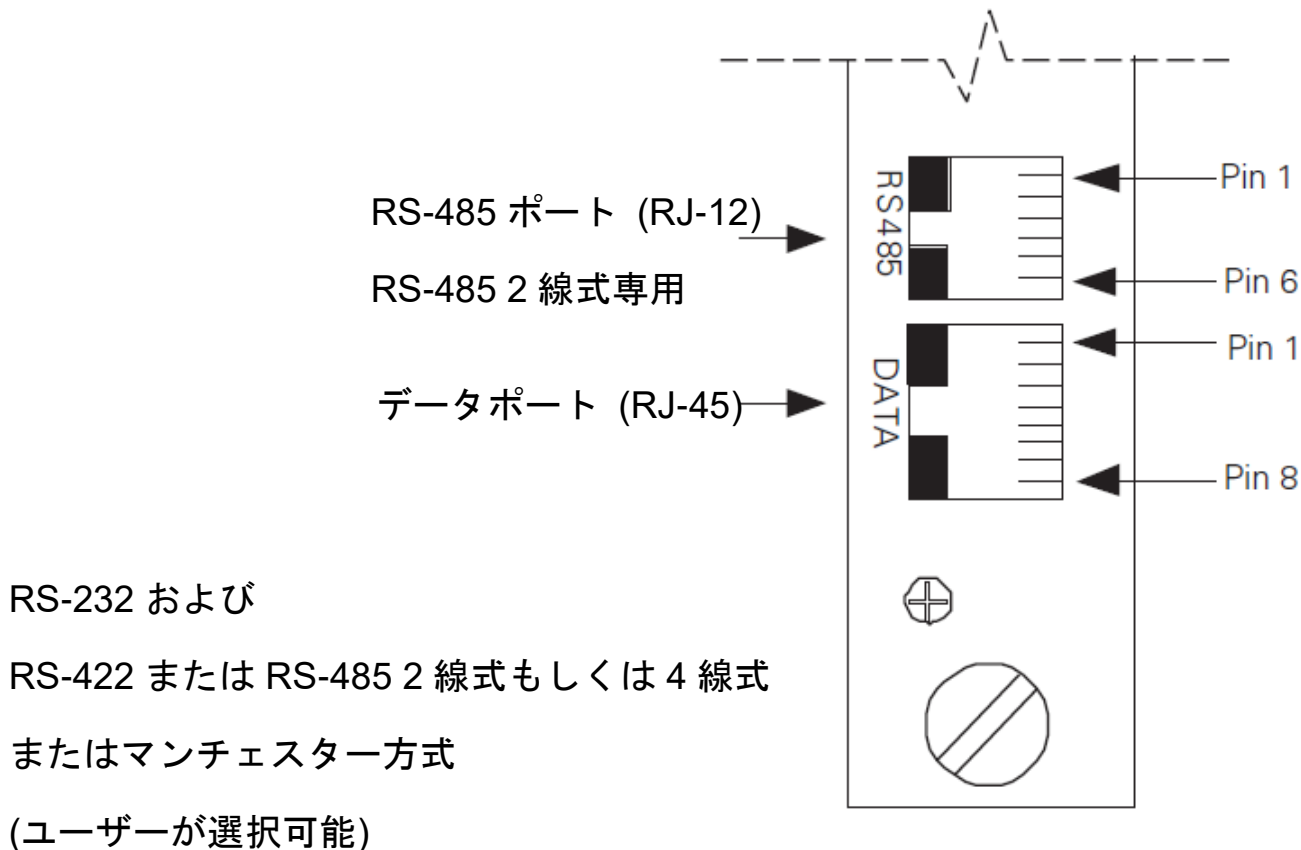 RS-485 ポート (RJ-12)
RS-485 2 線式専用
データポート (RJ-45)
RS-232 および
RS-422 または RS-485 2 線式もしくは 4 線式
またはマンチェスター方式
(ユーザーが選択可能)
RS485
DATA
Pin 1
Pin 6
Pin 1
Pin 8